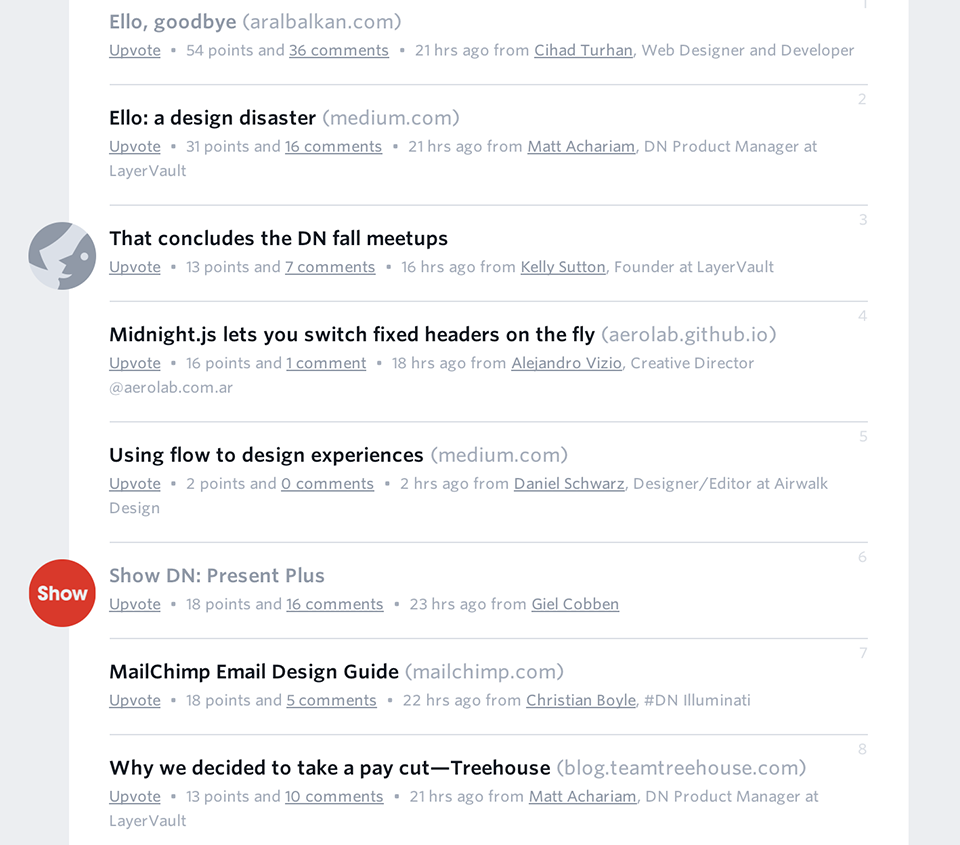 1
Ello, goodbye (aralbalkan.com)
Upvote • 54 points and 36 comments • 21 hrs ago from Cihad Turhan, Web Designer and Developer
2
Ello: a design disaster (medium.com)
Upvote • 31 points and 16 comments • 21 hrs ago from Matt Achariam, DN Product Manager at
LayerVault
3
That concludes the DN fall meetups
Upvote • 13 points and 7 comments • 16 hrs ago from Kelly Sutton, Founder at LayerVault
4
Midnight.js lets you switch fixed headers on the fly (aerolab.github.io)
Upvote • 16 points and 1 comment • 18 hrs ago from Alejandro Vizio, Creative Director
@aerolab.com.ar
5
Using flow to design experiences (medium.com)
Upvote • 2 points and 0 comments • 2 hrs ago from Daniel Schwarz, Designer/Editor at Airwalk
Design
6
Show
Show DN: Present Plus
Upvote • 18 points and 16 comments • 23 hrs ago from Giel Cobben
7
MailChimp Email Design Guide (mailchimp.com)
Upvote • 18 points and 5 comments • 22 hrs ago from Christian Boyle, #DN Illuminati
8
Why we decided to take a pay cut—Treehouse (blog.teamtreehouse.com)
Upvote • 13 points and 10 comments • 21 hrs ago from Matt Achariam, DN Product Manager at
LayerVault